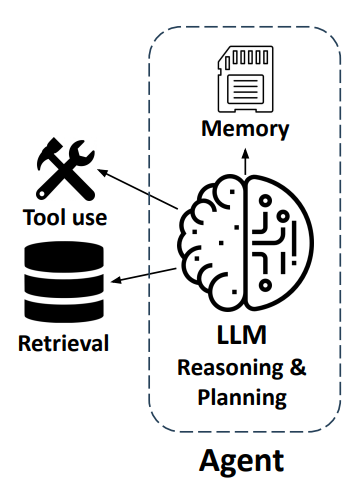 Memory
Tool use
Retrieval
LLM
Reasoning &
Planning
Agent